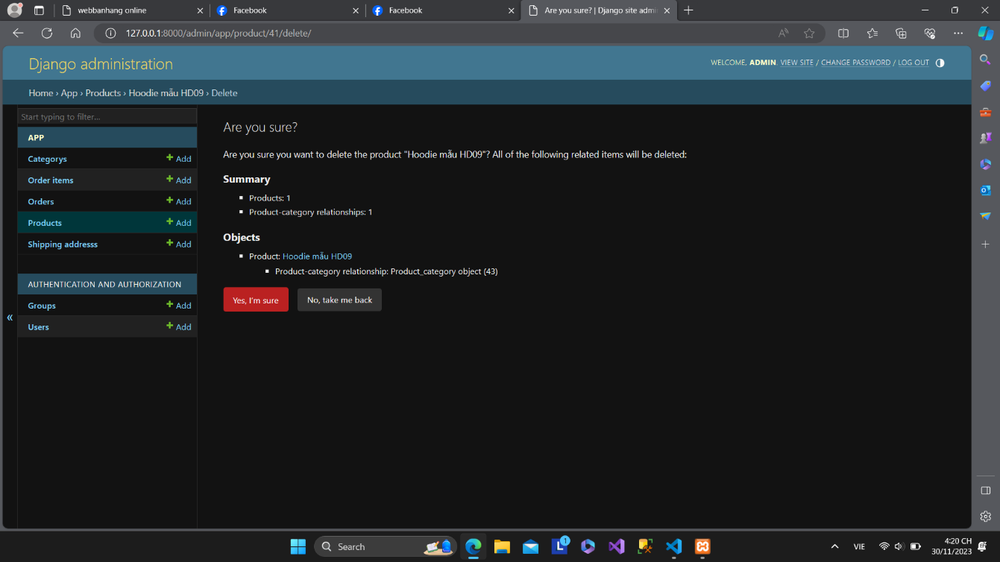 webbanhang online
Facebook
Facebook
Are you sure? | Django site admi
127.0.0.1:8000/admin/app/product/41/delete/
Django administration
WELCOME, ADMIN. VIEW SITE / CHANGE PASSWORD / LOG OUT
Home › App › Products › Hoodie mẫu HD09 › Delete
Start typing to filter...
APP
Categorys + Add
Order items + Add
Orders + Add
Products + Add
Shipping addresss + Add
AUTHENTICATION AND AUTHORIZATION
Groups + Add
Users + Add
«
Are you sure?
Are you sure you want to delete the product "Hoodie mẫu HD09"? All of the following related items will be deleted:
Summary
Products: 1
Product-category relationships: 1
Objects
Product: Hoodie mẫu HD09
Product-category relationship: Product_category object (43)
Yes, I'm sure
No, take me back
Search
1
VIE
4:20 CH
30/11/2023